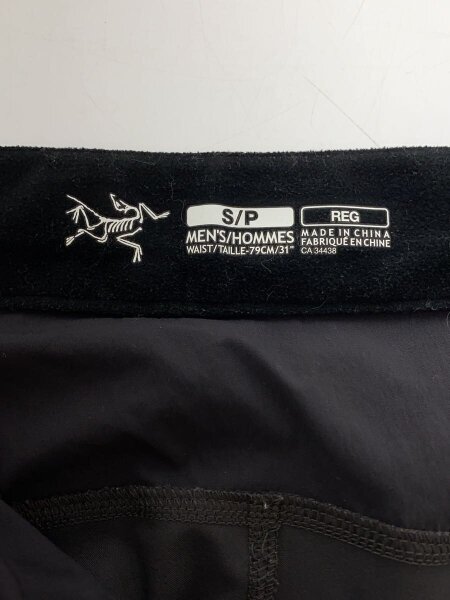 S/P
MEN'S/HOMMES
WAIST/TAILLE-79CM/31"
REG
MADE IN CHINA
FABRIQUÉ EN CHINE
CA 34438